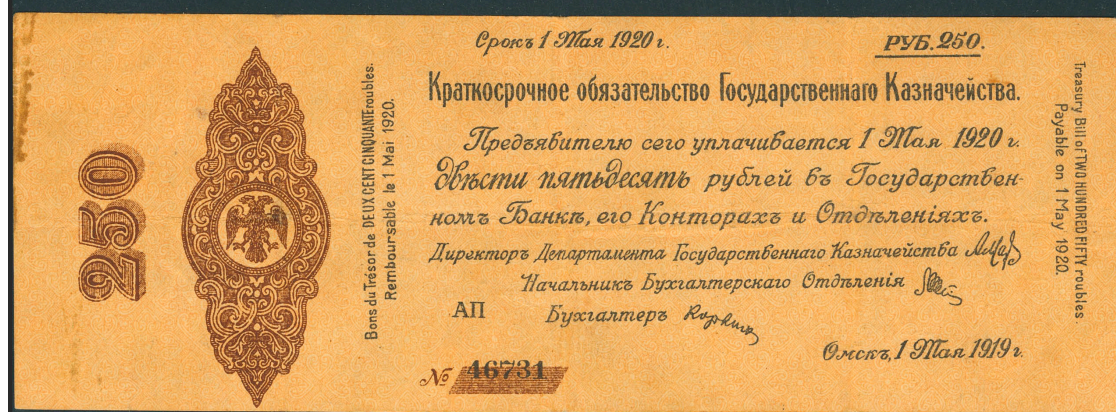 250
Bons du Trésor de DEUX CENT CINQUANTE roubles.
Remboursable le 1 Mai 1920.
Срокъ 1 Мая 1920 г.
РУБ. 250.
Краткосрочное обязательство Государственнаго Казначейства.
Предъявителю сего уплачивается 1 Мая 1920 г.
двѣсти пятьдесятъ рублей въ Государствен-
номъ Банкѣ, его Конторахъ и Отдѣленіяхъ.
Директоръ Департамента Государственнаго Казначейства
Начальникъ Бухгалтерскаго Отдѣленія
АП Бухгалтеръ
Омскъ, 1 Мая 1919 г.
№ 46731
Treasury Bill of TWO HUNDRED FIFTY roubles
Payable on 1 May 1920.